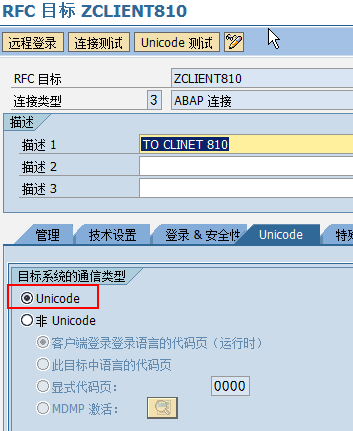 RFC 目标 ZCLIENT810
远程登录 连接测试 Unicode 测试
RFC 目标 ZCLIENT810
连接类型 3 ABAP 连接
描述
描述 1 TO CLINET 810
描述 2
描述 3
管理 技术设置 登录 & 安全性 Unicode 特殊
目标系统的通信类型
Unicode
非 Unicode
客户端登录登录语言的代码页（运行时）
此目标中语言的代码页
显式代码页： 0000
MDMP 激活：